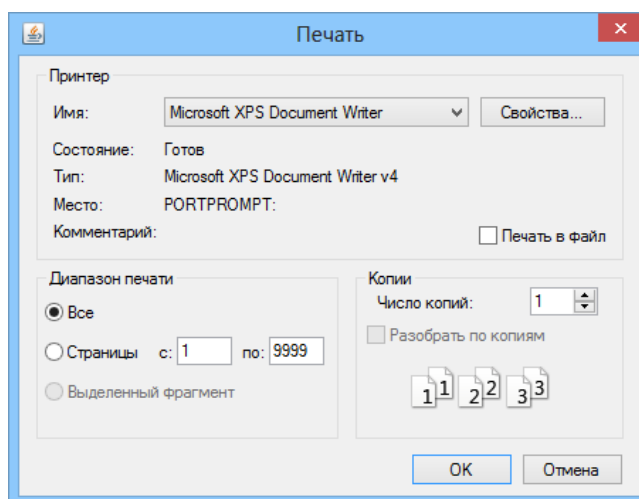 Печать
Принтер
Имя: Microsoft XPS Document Writer Свойства...
Состояние: Готов
Тип: Microsoft XPS Document Writer v4
Место: PORTPROMPT:
Комментарий: Печать в файл
Диапазон печати
Все
Страницы с: 1 по: 9999
Выделенный фрагмент
Копии
Число копий: 1
Разобрать по копиям
1 1 2 2 3 3
OK Отмена